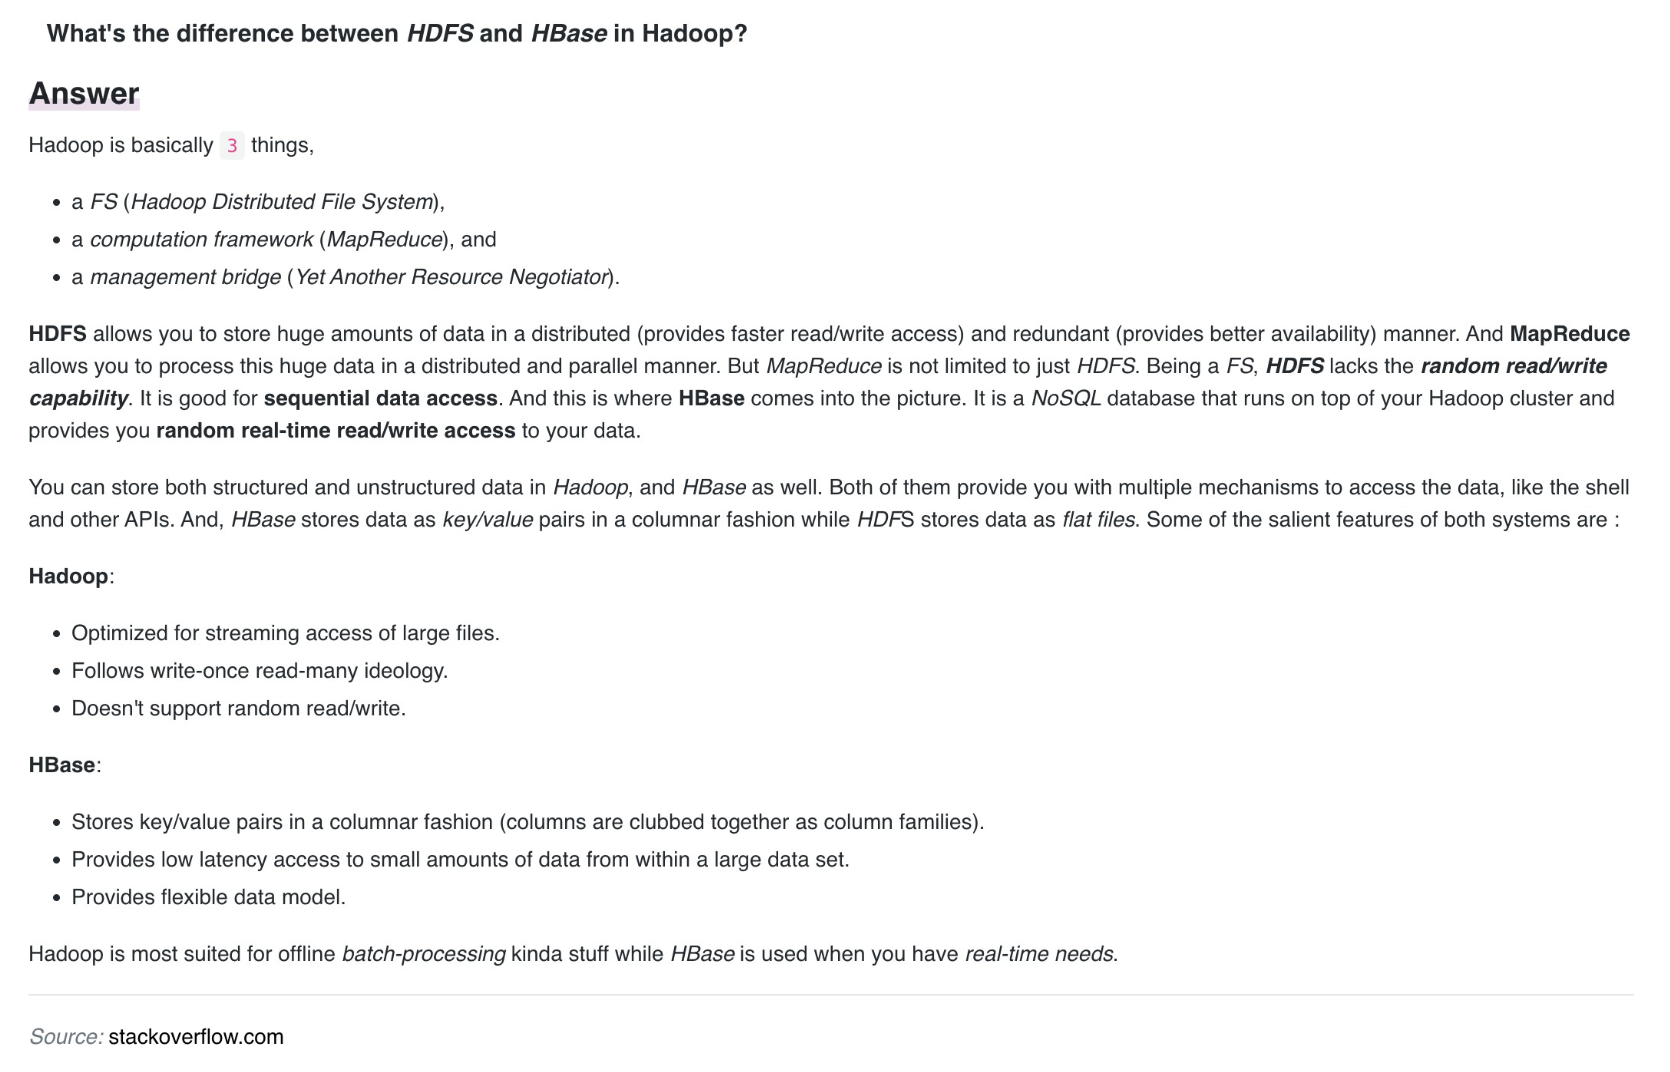 What's the difference between HDFS and HBase in Hadoop?
Answer
Hadoop is basically 3 things,
• a FS (Hadoop Distributed File System),
• a computation framework (MapReduce), and
• a management bridge (Yet Another Resource Negotiator).
HDFS allows you to store huge amounts of data in a distributed (provides faster read/write access) and redundant (provides better availability) manner. And MapReduce
allows you to process this huge data in a distributed and parallel manner. But MapReduce is not limited to just HDFS. Being a FS, HDFS lacks the random read/write
capability. It is good for sequential data access. And this is where HBase comes into the picture. It is a NoSQL database that runs on top of your Hadoop cluster and
provides you random real-time read/write access to your data.
You can store both structured and unstructured data in Hadoop, and HBase as well. Both of them provide you with multiple mechanisms to access the data, like the shell
and other APIs. And, HBase stores data as key/value pairs in a columnar fashion while HDFS stores data as flat files. Some of the salient features of both systems are :
Hadoop:
• Optimized for streaming access of large files.
• Follows write-once read-many ideology.
• Doesn't support random read/write.
HBase:
• Stores key/value pairs in a columnar fashion (columns are clubbed together as column families).
• Provides low latency access to small amounts of data from within a large data set.
• Provides flexible data model.
Hadoop is most suited for offline batch-processing kinda stuff while HBase is used when you have real-time needs.
Source: stackoverflow.com